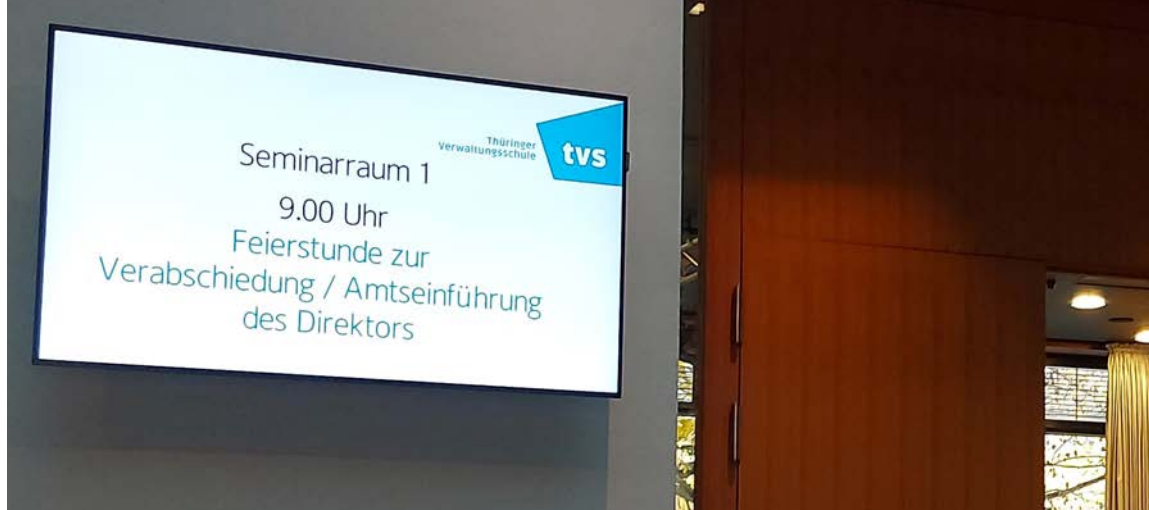 Thüringer
Verwaltungsschule
tvs
Seminarraum 1
9.00 Uhr
Feierstunde zur
Verabschiedung / Amtseinführung
des Direktors